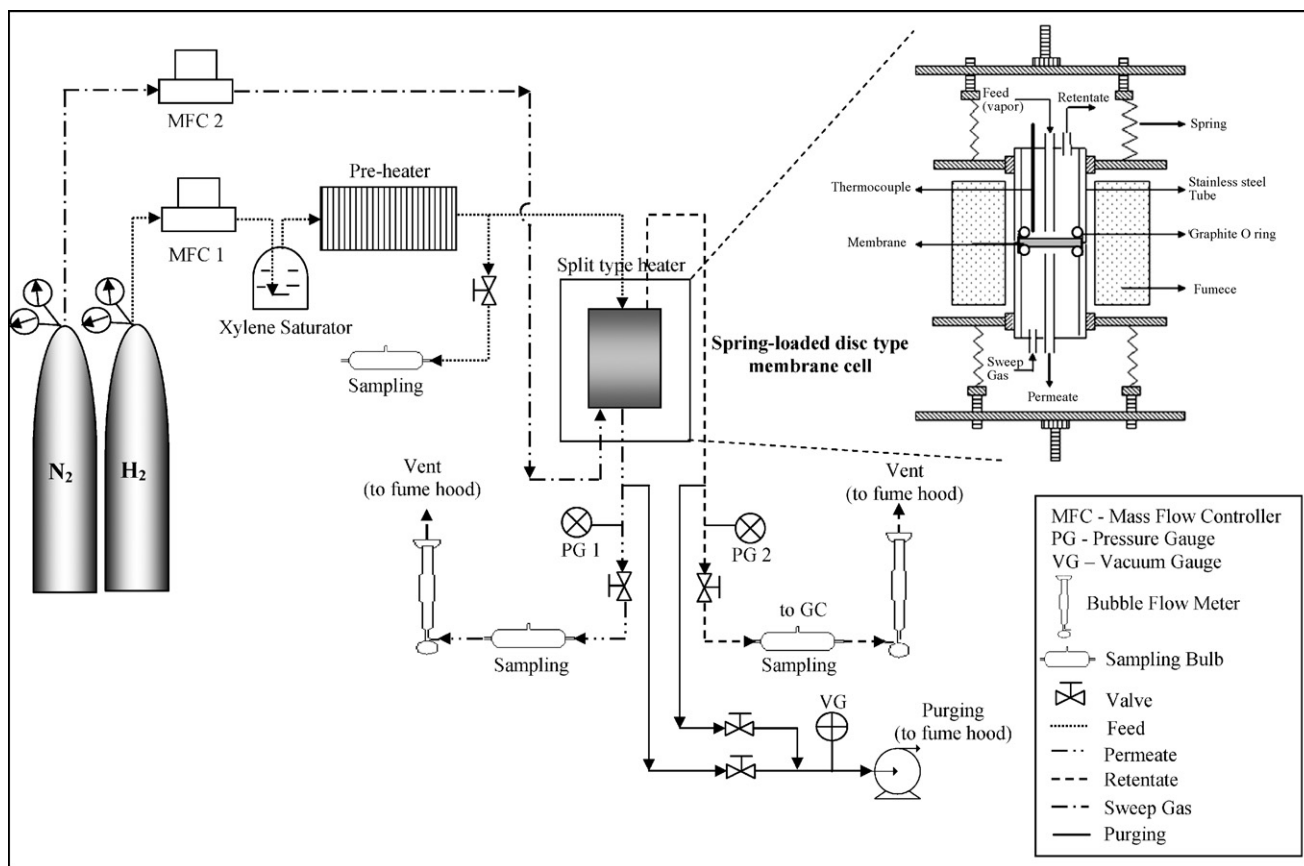 MFC 2
Pre-heater
MFC 1
Xylene Saturator
Sampling
Split type heater
Spring-loaded disc type
membrane cell
N₂
H₂
Vent
(to fume hood)
PG 1
PG 2
Sampling
to GC
Sampling
Vent
(to fume hood)
VG
Purging
(to fume hood)
Feed
(vapor)
Retentate
Spring
Thermocouple
Stainless steel
Tube
Membrane
Graphite O ring
Fumece
Sweep
Gas
Permeate
MFC - Mass Flow Controller
PG - Pressure Gauge
VG – Vacuum Gauge
Bubble Flow Meter
Sampling Bulb
Valve
Feed
Permeate
Retentate
Sweep Gas
Purging